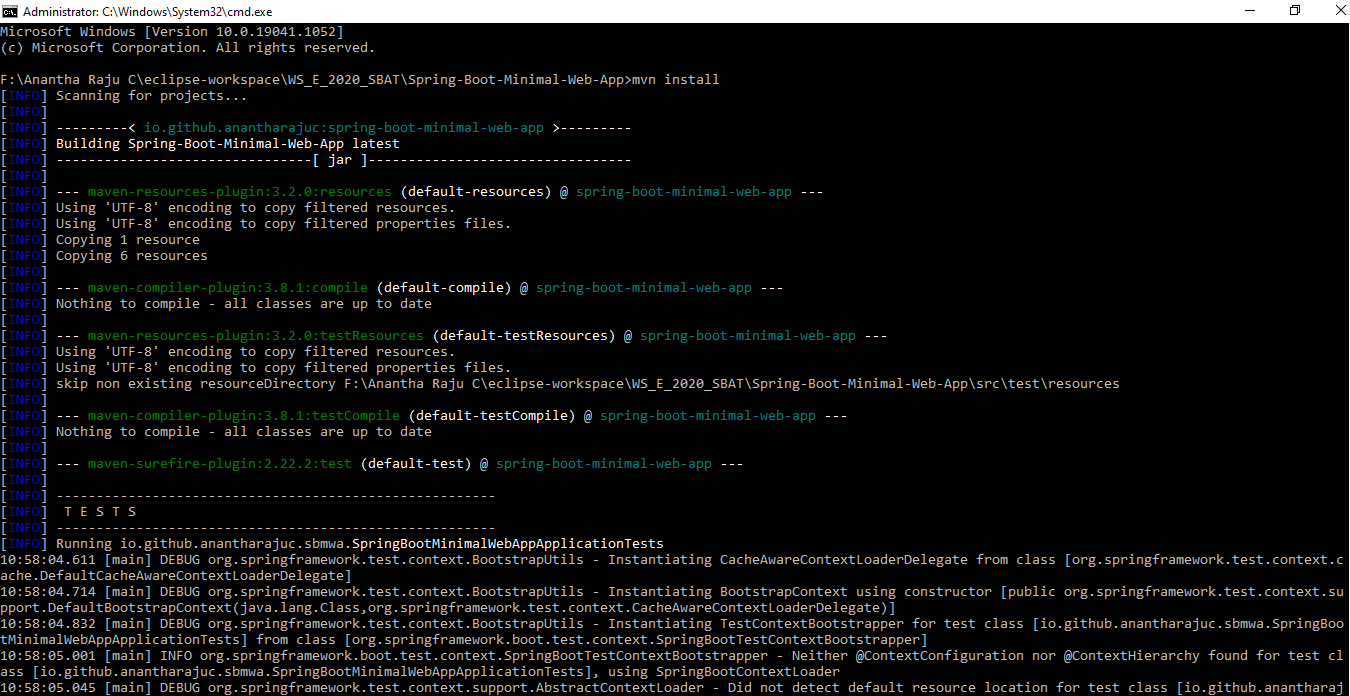 Administrator: C:\Windows\System32\cmd.exe
Microsoft Windows [Version 10.0.19041.1052]
(c) Microsoft Corporation. All rights reserved.
F:\Anantha Raju C\eclipse-workspace\WS_E_2020_SBAT\Spring-Boot-Minimal-Web-App>mvn install
[INFO] Scanning for projects...
[INFO]
[INFO] ---------< io.github.anantharajuc:spring-boot-minimal-web-app >---------
[INFO] Building Spring-Boot-Minimal-Web-App latest
[INFO] --------------------------------[ jar ]---------------------------------
[INFO]
[INFO] --- maven-resources-plugin:3.2.0:resources (default-resources) @ spring-boot-minimal-web-app ---
[INFO] Using 'UTF-8' encoding to copy filtered resources.
[INFO] Using 'UTF-8' encoding to copy filtered properties files.
[INFO] Copying 1 resource
[INFO] Copying 6 resources
[INFO]
[INFO] --- maven-compiler-plugin:3.8.1:compile (default-compile) @ spring-boot-minimal-web-app ---
[INFO] Nothing to compile - all classes are up to date
[INFO]
[INFO] --- maven-resources-plugin:3.2.0:testResources (default-testResources) @ spring-boot-minimal-web-app ---
[INFO] Using 'UTF-8' encoding to copy filtered resources.
[INFO] Using 'UTF-8' encoding to copy filtered properties files.
[INFO] skip non existing resourceDirectory F:\Anantha Raju C\eclipse-workspace\WS_E_2020_SBAT\Spring-Boot-Minimal-Web-App\src\test\resources
[INFO]
[INFO] --- maven-compiler-plugin:3.8.1:testCompile (default-testCompile) @ spring-boot-minimal-web-app ---
[INFO] Nothing to compile - all classes are up to date
[INFO]
[INFO] --- maven-surefire-plugin:2.22.2:test (default-test) @ spring-boot-minimal-web-app ---
[INFO]
[INFO] -------------------------------------------------------
[INFO]  T E S T S
[INFO] -------------------------------------------------------
[INFO] Running io.github.anantharajuc.sbmwa.SpringBootMinimalWebAppApplicationTests
10:58:04.611 [main] DEBUG org.springframework.test.context.BootstrapUtils - Instantiating CacheAwareContextLoaderDelegate from class [org.springframework.test.context.c
ache.DefaultCacheAwareContextLoaderDelegate]
10:58:04.714 [main] DEBUG org.springframework.test.context.BootstrapUtils - Instantiating BootstrapContext using constructor [public org.springframework.test.context.su
pport.DefaultBootstrapContext(java.lang.Class,org.springframework.test.context.CacheAwareContextLoaderDelegate)]
10:58:04.832 [main] DEBUG org.springframework.test.context.BootstrapUtils - Instantiating TestContextBootstrapper for test class [io.github.anantharajuc.sbmwa.SpringBoo
tMinimalWebAppApplicationTests] from class [org.springframework.boot.test.context.SpringBootTestContextBootstrapper]
10:58:05.001 [main] INFO org.springframework.boot.test.context.SpringBootTestContextBootstrapper - Neither @ContextConfiguration nor @ContextHierarchy found for test cl
ass [io.github.anantharajuc.sbmwa.SpringBootMinimalWebAppApplicationTests], using SpringBootContextLoader
10:58:05.045 [main] DEBUG org.springframework.test.context.support.AbstractContextLoader - Did not detect default resource location for test class [io.github.anantharaj